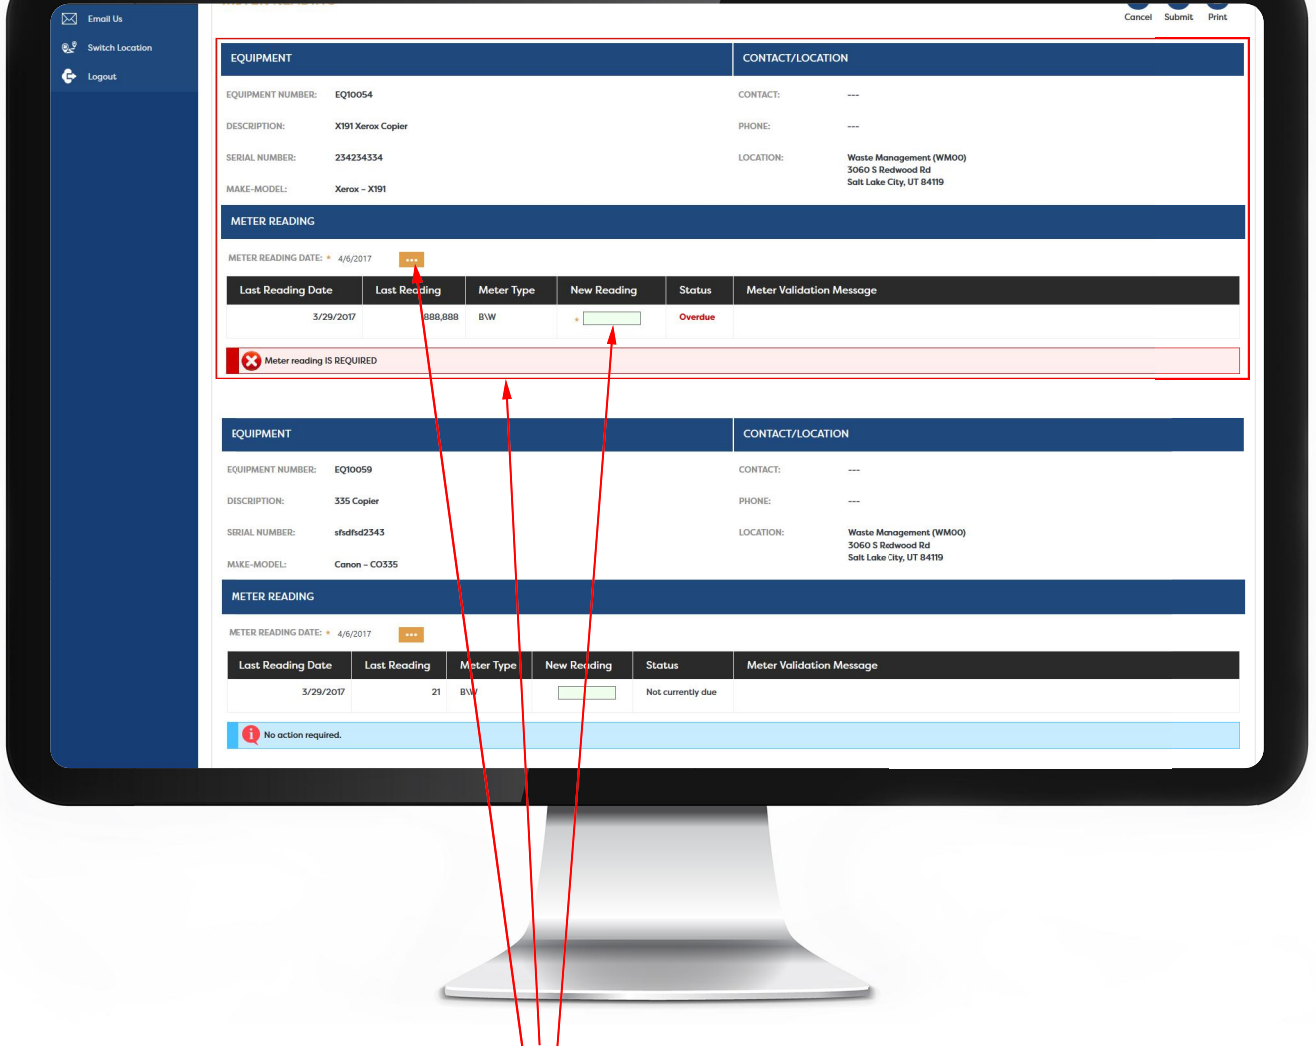 Email Us
Switch Location
Logout
Cancel Submit Print
EQUIPMENT CONTACT/LOCATION
EQUIPMENT NUMBER: EQ10054 CONTACT: ---
DESCRIPTION: X191 Xerox Copier PHONE: ---
SERIAL NUMBER: 234234334 LOCATION: Waste Management (WM00)
3060 S Redwood Rd
Salt Lake City, UT 84119
MAKE-MODEL: Xerox – X191
METER READING
METER READING DATE: * 4/6/2017 •••
Last Reading Date Last Reading Meter Type New Reading Status Meter Validation Message
3/29/2017 888,888 B\W * Overdue
Meter reading IS REQUIRED
EQUIPMENT CONTACT/LOCATION
EQUIPMENT NUMBER: EQ10059 CONTACT: ---
DESCRIPTION: 335 Copier PHONE: ---
SERIAL NUMBER: sfsdfsd2343 LOCATION: Waste Management (WM00)
3060 S Redwood Rd
Salt Lake City, UT 84119
MAKE-MODEL: Canon – CO335
METER READING
METER READING DATE: * 4/6/2017 •••
Last Reading Date Last Reading Meter Type New Reading Status Meter Validation Message
3/29/2017 21 B\W Not currently due
No action required.